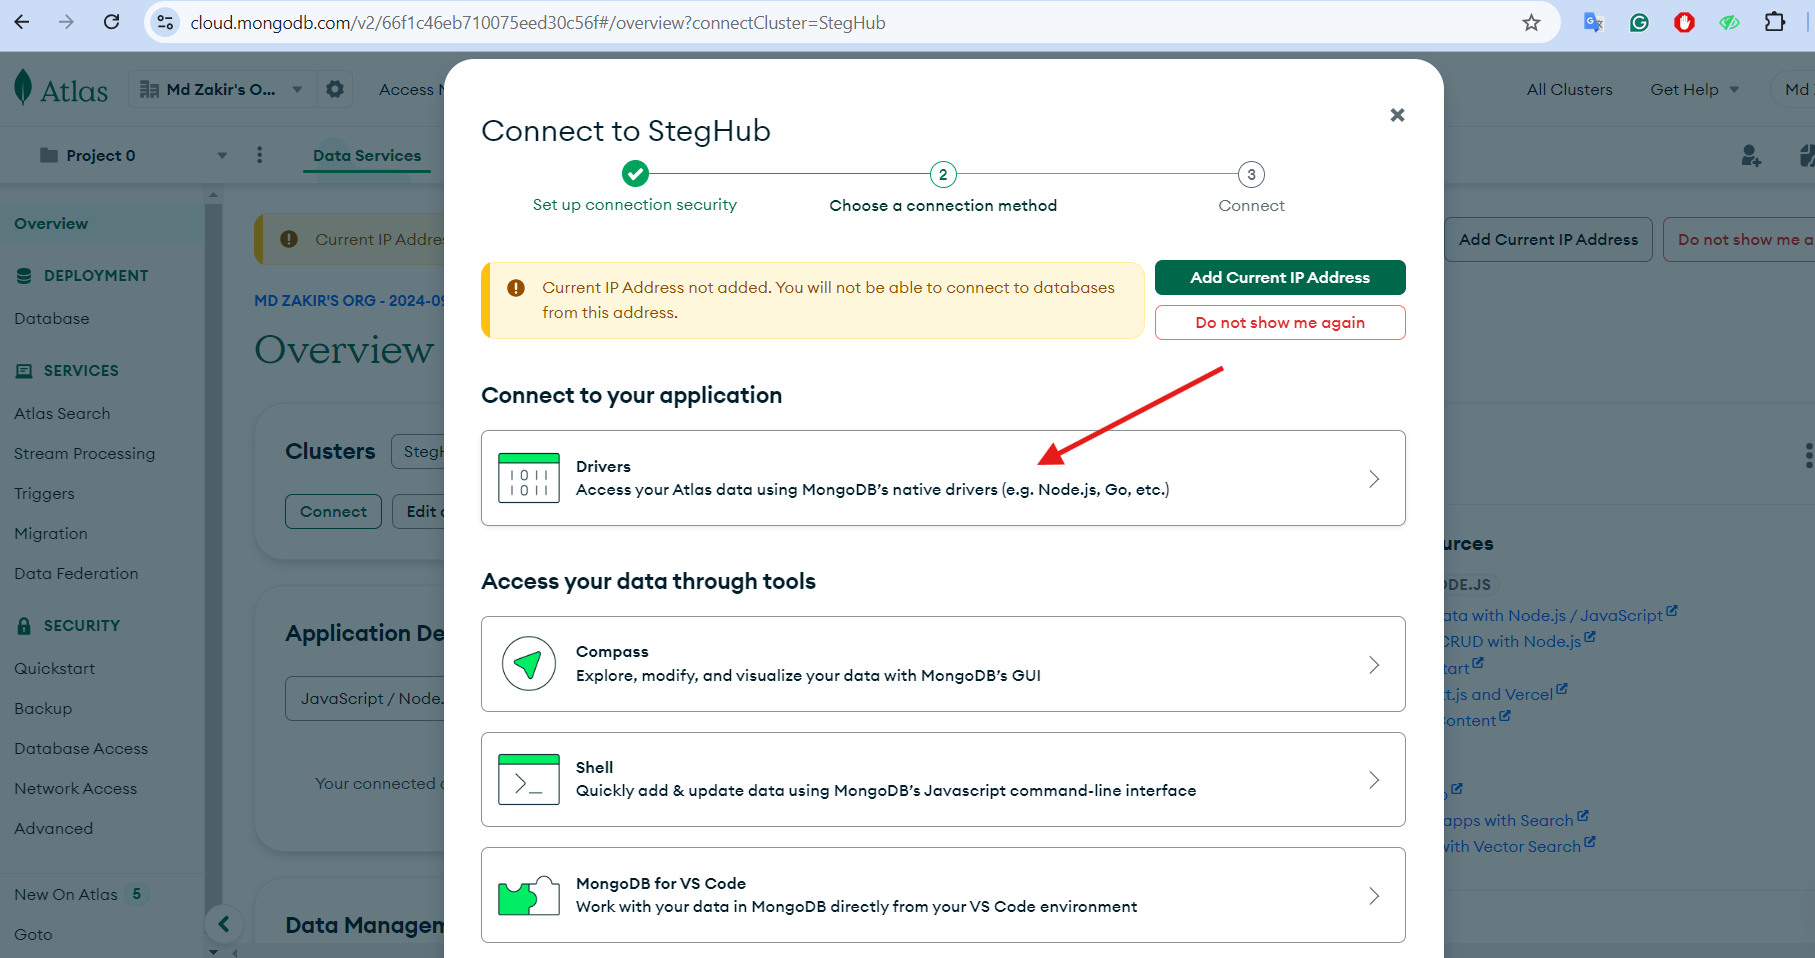 cloud.mongodb.com/v2/66f1c46eb710075eed30c56f#/overview?connectCluster=StegHub
Atlas
Md Zakir's O...
Access
All Clusters
Get Help
Md
Project 0
Data Services
Overview
DEPLOYMENT
Database
SERVICES
Atlas Search
Stream Processing
Triggers
Migration
Data Federation
SECURITY
Quickstart
Backup
Database Access
Network Access
Advanced
New On Atlas 5
Goto
Current IP Addre
Add Current IP Address
Do not show me a
MD ZAKIR'S ORG - 2024-09
Overview
Clusters
StegH
Connect
Edit
Application De
JavaScript / Node.
Your connected
Data Managem
Connect to StegHub
2
3
Set up connection security
Choose a connection method
Connect
Current IP Address not added. You will not be able to connect to databases
from this address.
Add Current IP Address
Do not show me again
Connect to your application
Drivers
Access your Atlas data using MongoDB's native drivers (e.g. Node.js, Go, etc.)
Access your data through tools
Compass
Explore, modify, and visualize your data with MongoDB's GUI
Shell
Quickly add & update data using MongoDB's Javascript command-line interface
MongoDB for VS Code
Work with your data in MongoDB directly from your VS Code environment
urces
ODE.JS
ata with Node.js / JavaScript
CRUD with Node.js
tart
t.js and Vercel
ontent
apps with Search
with Vector Search